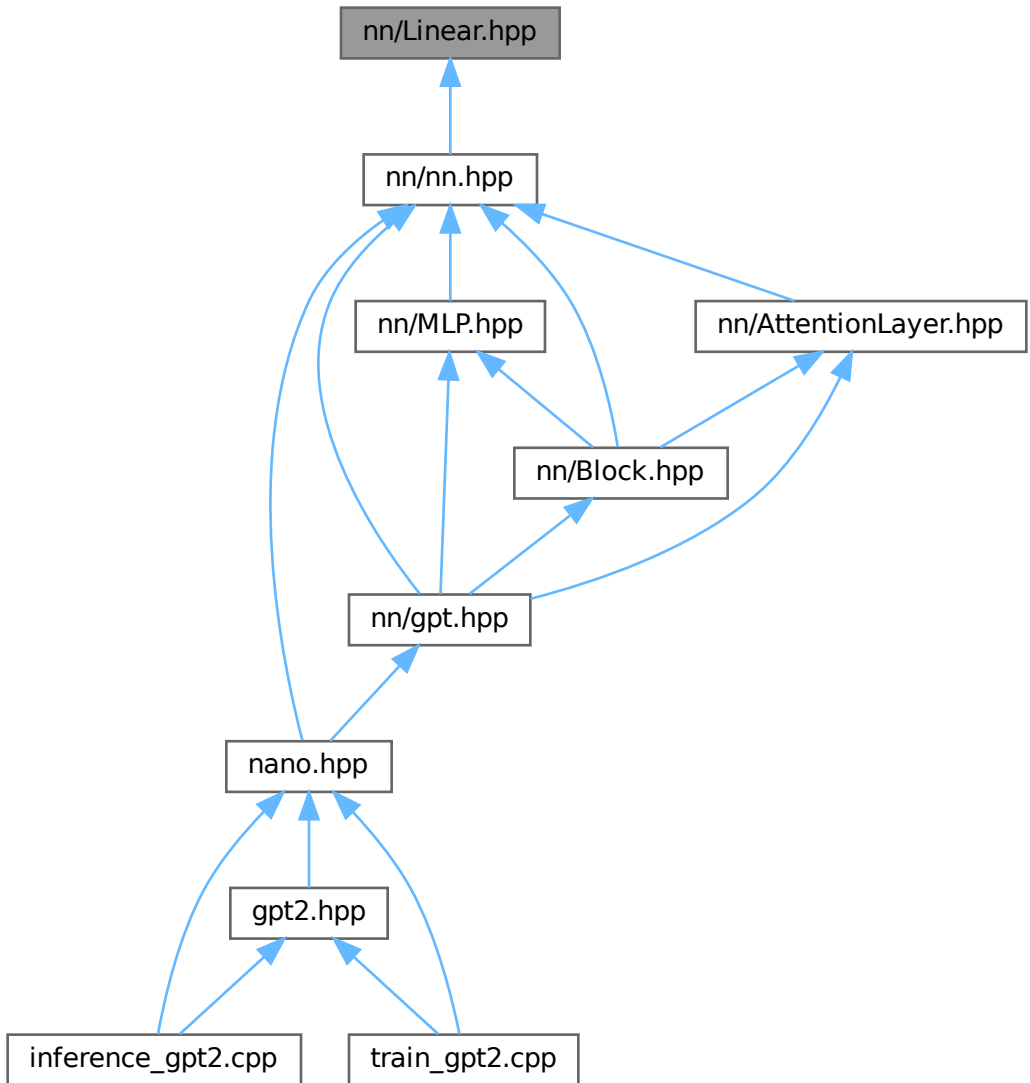 nn/Linear.hpp
nn/nn.hpp
nn/MLP.hpp
nn/AttentionLayer.hpp
nn/Block.hpp
nn/gpt.hpp
nano.hpp
gpt2.hpp
inference_gpt2.cpp
train_gpt2.cpp